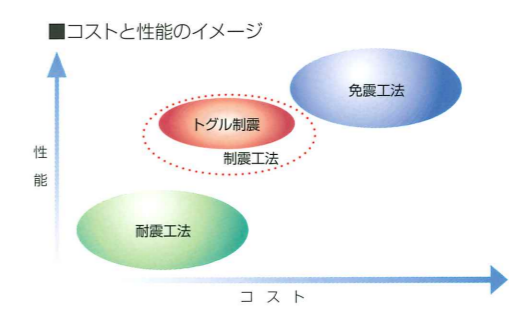 ■コストと性能のイメージ
免震工法
トグル制震
制震工法
性能
耐震工法
コスト